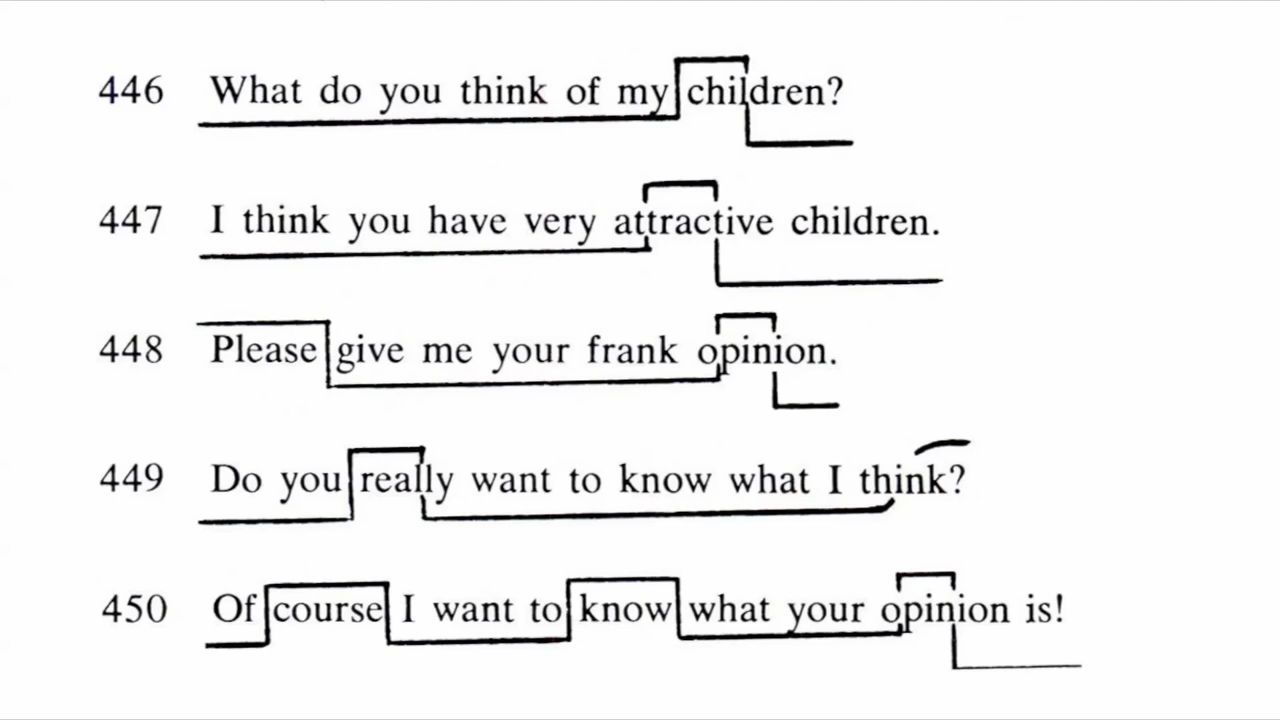 446 What do you think of my children?
447 I think you have very attractive children.
448 Please give me your frank opinion.
449 Do you really want to know what I think?
450 Of course I want to know what your opinion is!